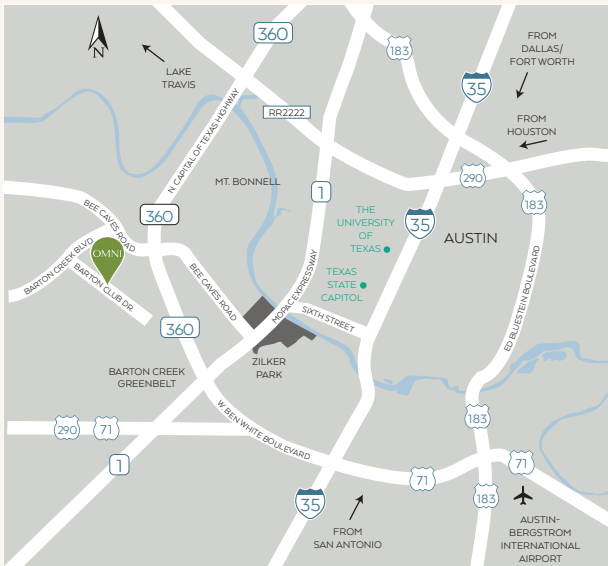 360
183
FROM
DALLAS/
FORT WORTH
N
LAKE
TRAVIS
35
RR2222
FROM
HOUSTON
N. CAPITAL OF TEXAS HIGHWAY
MT. BONNELL
290
1
183
360
THE
UNIVERSITY
OF
TEXAS
35
AUSTIN
BEE CAVES ROAD
BARTON CREEK BLVD
OMNI
BARTON CLUB DR.
BEE CAVES ROAD
MOPAC EXPRESSWAY
TEXAS
STATE
CAPITOL
SIXTH STREET
ED BLUESTEIN BOULEVARD
360
ZILKER
PARK
BARTON CREEK
GREENBELT
W. BEN WHITE BOULEVARD
290
71
183
1
71
71
183
35
FROM
SAN ANTONIO
AUSTIN-
BERGSTROM
INTERNATIONAL
AIRPORT